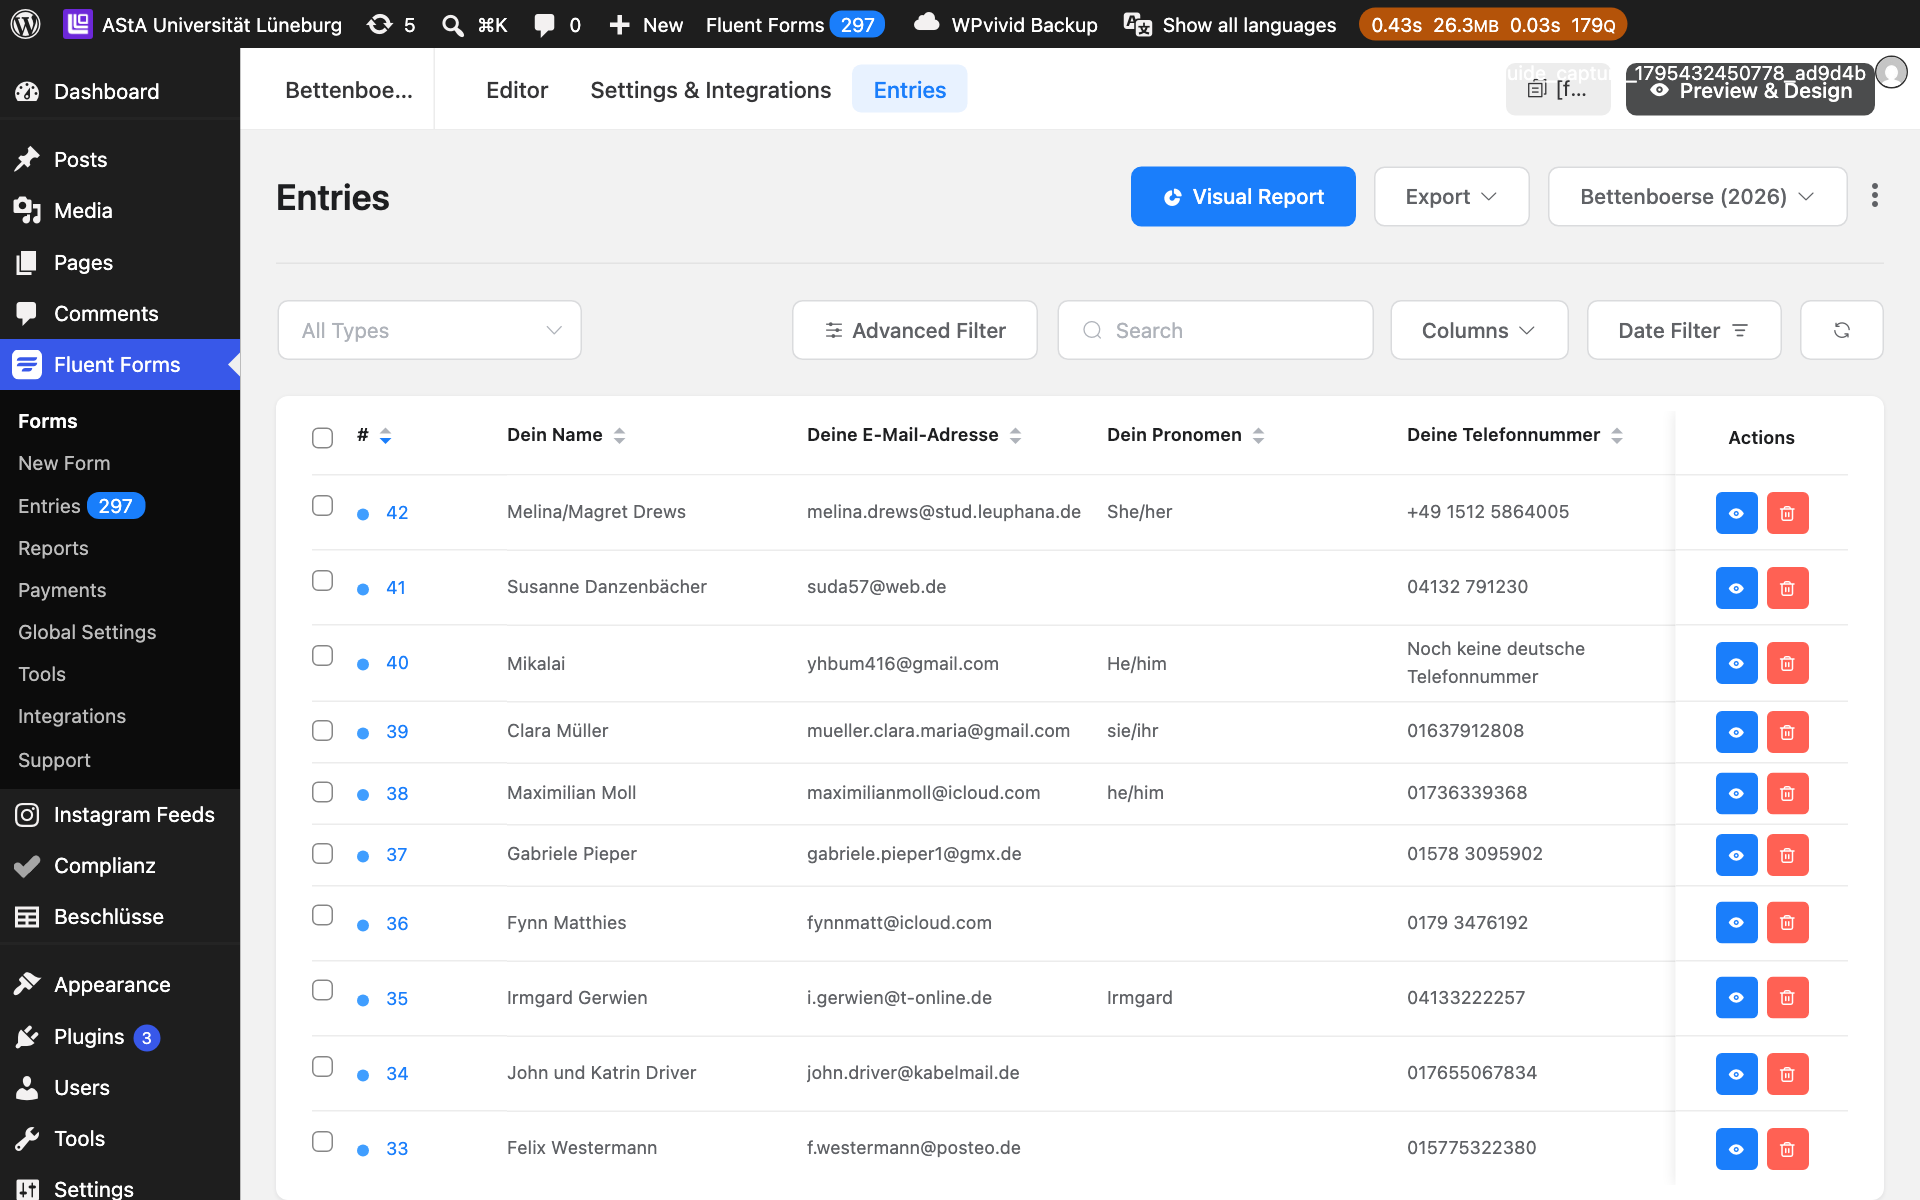 AStA Universität Lüneburg 5 ⌘K 0 New Fluent Forms 297 WPvivid Backup Show all languages 0.43s 26.3MB 0.03s 179Q
Dashboard
Posts
Media
Pages
Comments
Fluent Forms
Forms
New Form
Entries 297
Reports
Payments
Global Settings
Tools
Integrations
Support
Instagram Feeds
Complianz
Beschlüsse
Appearance
Plugins 3
Users
Tools
Settings
Bettenboe... Editor Settings & Integrations Entries
_1795432450778_ad9d4b
[f... Preview & Design
Entries Visual Report Export Bettenboerse (2026)
All Types Advanced Filter Search Columns Date Filter
# Dein Name Deine E-Mail-Adresse Dein Pronomen Deine Telefonnummer Actions
42 Melina/Magret Drews melina.drews@stud.leuphana.de She/her +49 1512 5864005
41 Susanne Danzenbächer suda57@web.de 04132 791230
40 Mikalai yhbum416@gmail.com He/him Noch keine deutsche
Telefonnummer
39 Clara Müller mueller.clara.maria@gmail.com sie/ihr 01637912808
38 Maximilian Moll maximilianmoll@icloud.com he/him 01736339368
37 Gabriele Pieper gabriele.pieper1@gmx.de 01578 3095902
36 Fynn Matthies fynnmatt@icloud.com 0179 3476192
35 Irmgard Gerwien i.gerwien@t-online.de Irmgard 04133222257
34 John und Katrin Driver john.driver@kabelmail.de 017655067834
33 Felix Westermann f.westermann@posteo.de 015775322380